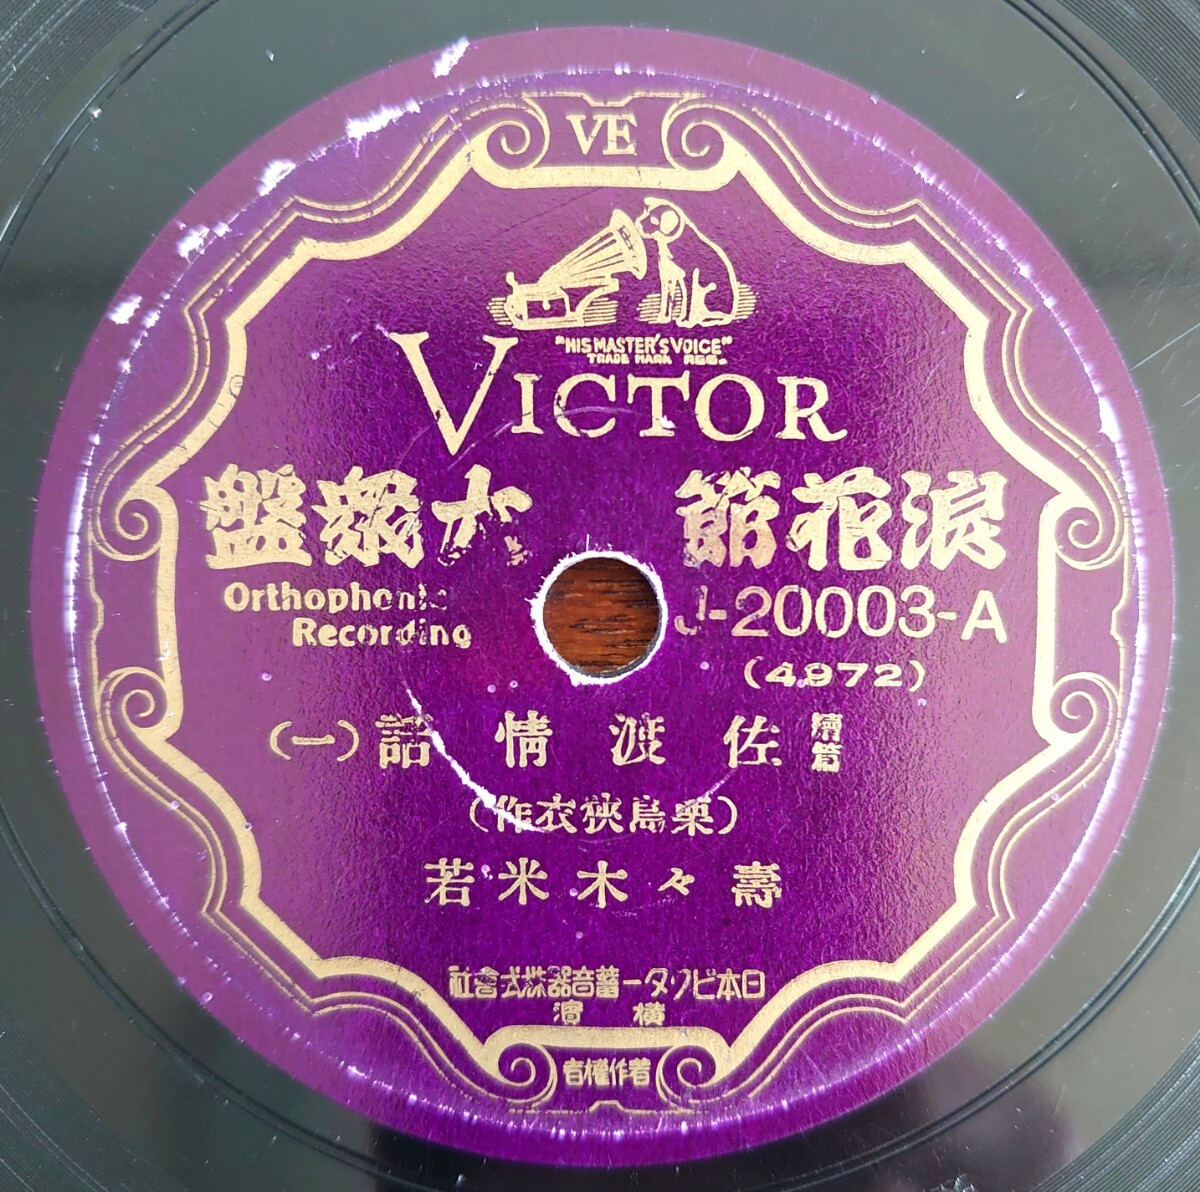 VE
"HIS MASTER'S VOICE"
TRADE MARK REG.
VICTOR
浪花節 大衆盤
Orthophonic
Recording
J-20003-A
(4972)
續篇 佐渡情話(一)
(栗島狹衣作)
壽々木米若
日本ビクター蓄音器株式會社
橫濱
著作權者